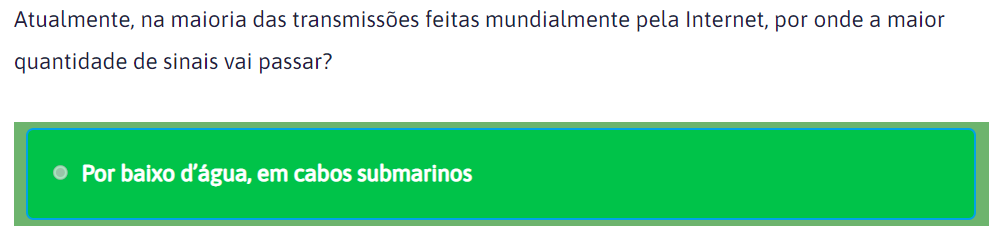 Atualmente, na maioria das transmissões feitas mundialmente pela Internet, por onde a maior
quantidade de sinais vai passar?
Por baixo d'água, em cabos submarinos